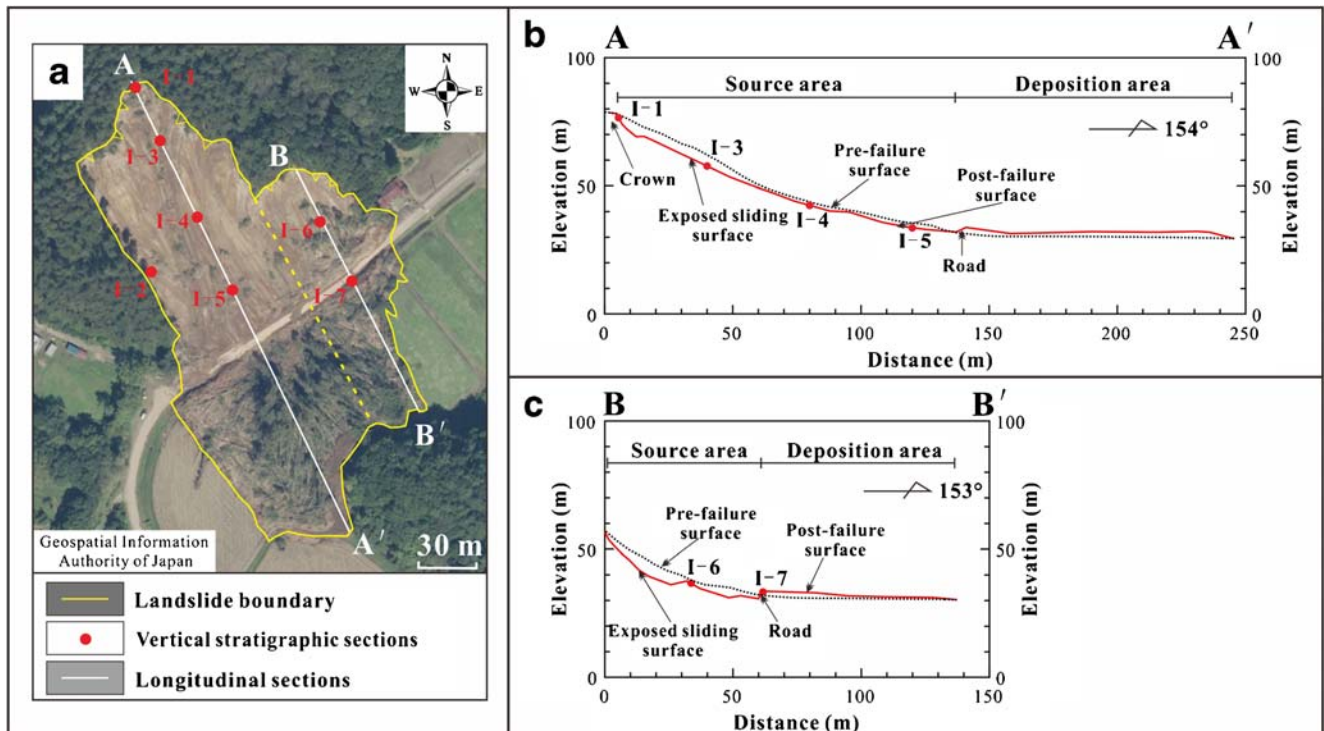 a
A
I-1
N
W
E
S
I-3
B
I-4
I-6
I-2
I-5
I-7
B'
A'
30 m
Geospatial Information
Authority of Japan
Landslide boundary
Vertical stratigraphic sections
Longitudinal sections
b
A
A'
100
100
Source area
Deposition area
I-1
154°
I-3
Pre-failure
surface
Post-failure
surface
50
50
Crown
Exposed sliding
surface
I-4
I-5
Road
Elevation (m)
Elevation (m)
0
0
0
50
100
150
200
250
Distance (m)
c
B
B'
100
100
Source area
Deposition area
153°
Pre-failure
surface
Post-failure
surface
50
50
I-6
I-7
Exposed sliding
surface
Road
Elevation (m)
Elevation (m)
0
0
0
50
100
150
Distance (m)